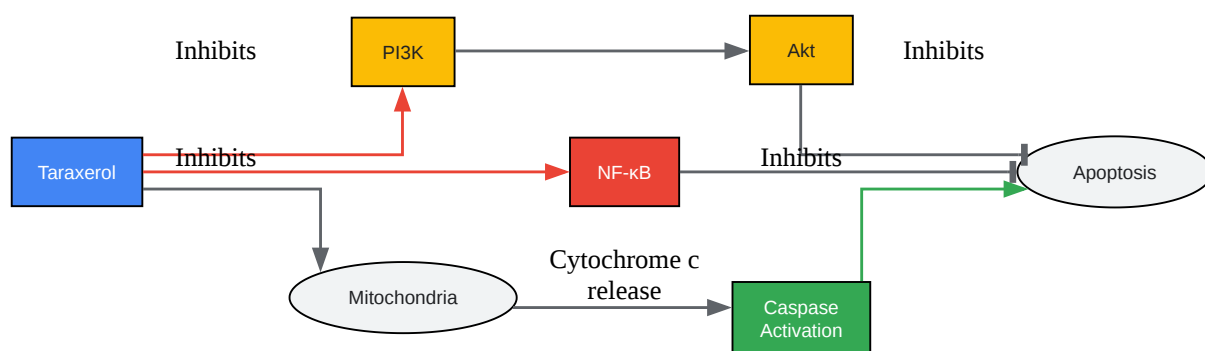 Inhibits
PI3K
Akt
Inhibits
Taraxerol
Inhibits
NF-κB
Inhibits
Apoptosis
Cytochrome c
release
Mitochondria
Caspase
Activation